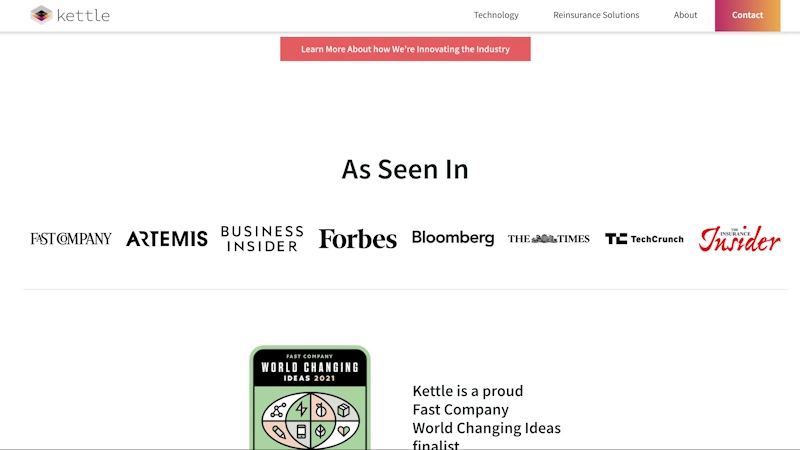 kettle
Technology
Reinsurance Solutions
About
Contact
Learn More About how We're Innovating the Industry
As Seen In
FAST COMPANY
ARTEMIS
BUSINESS
INSIDER
Forbes
Bloomberg
THE TIMES
TC TechCrunch
THE
INSURANCE
Insider
FAST COMPANY
WORLD CHANGING
IDEAS 2021
Kettle is a proud
Fast Company
World Changing Ideas
finalist